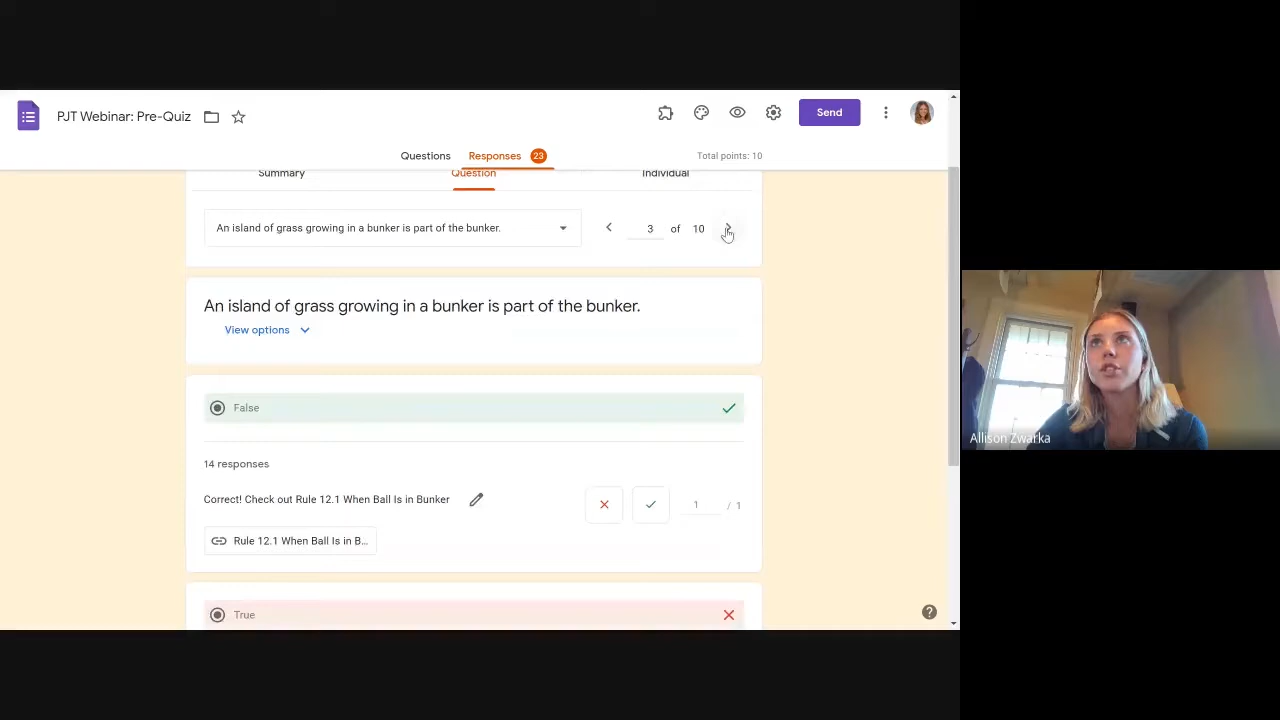 PJT Webinar: Pre-Quiz
Send
Questions
Responses 23
Total points: 10
Summary
Question
Individual
An island of grass growing in a bunker is part of the bunker.
3 of 10
An island of grass growing in a bunker is part of the bunker.
View options
False
14 responses
Correct! Check out Rule 12.1 When Ball Is in Bunker
1 / 1
Rule 12.1 When Ball Is in B...
True
Allison Zwarka